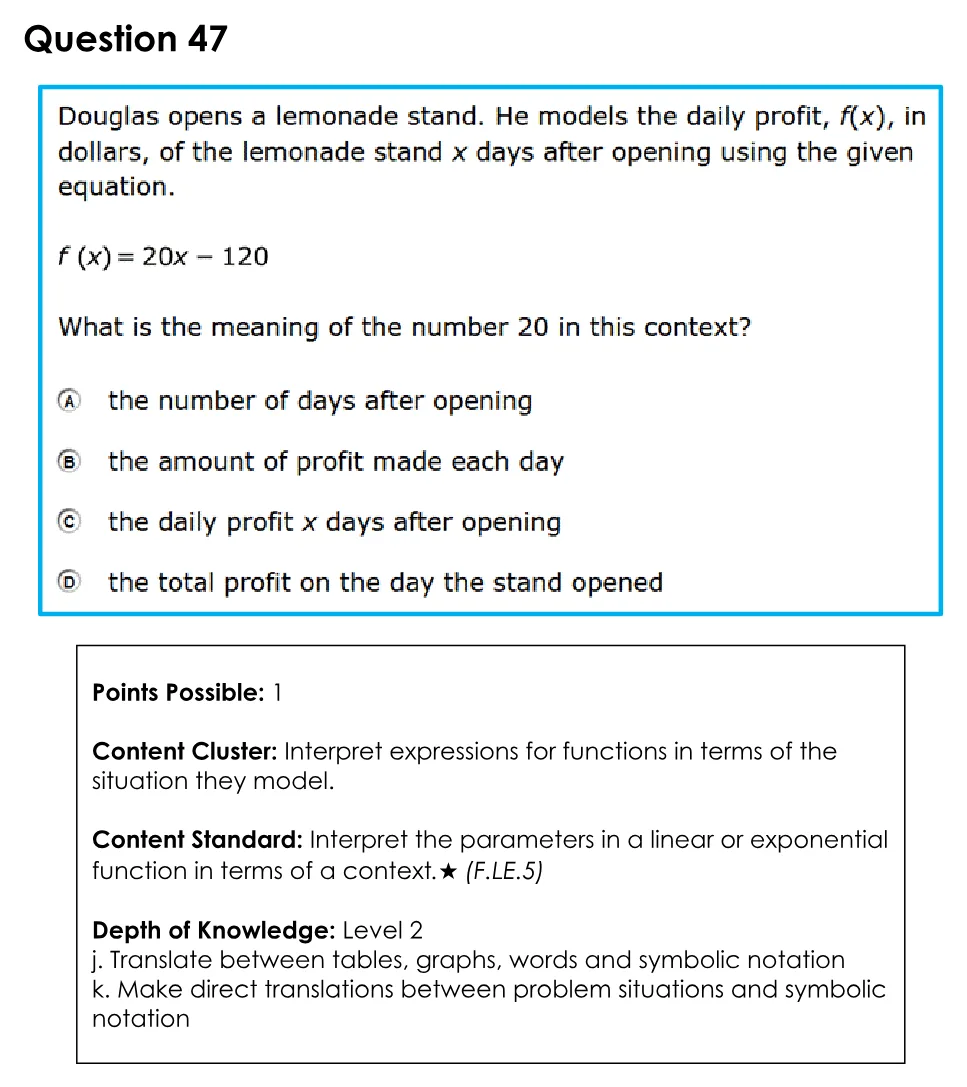 Question 47
Douglas opens a lemonade stand. He models the daily profit, f(x), in
dollars, of the lemonade stand x days after opening using the given
equation.
f (x) = 20x − 120
What is the meaning of the number 20 in this context?
A the number of days after opening
B the amount of profit made each day
C the daily profit x days after opening
D the total profit on the day the stand opened
Points Possible: 1
Content Cluster: Interpret expressions for functions in terms of the
situation they model.
Content Standard: Interpret the parameters in a linear or exponential
function in terms of a context.★ (F.LE.5)
Depth of Knowledge: Level 2
j. Translate between tables, graphs, words and symbolic notation
k. Make direct translations between problem situations and symbolic
notation